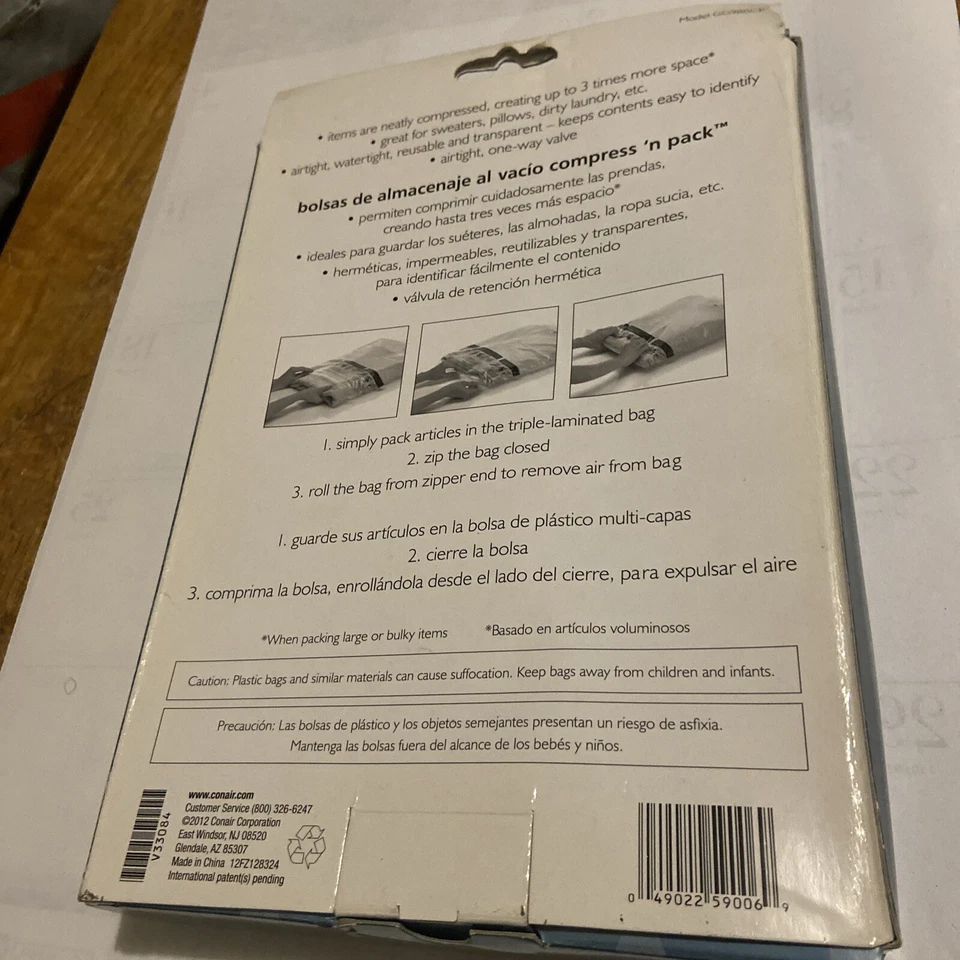 Model
• items are neatly compressed, creating up to 3 times more space*
• great for sweaters, pillows, dirty laundry, etc.
• airtight, watertight, reusable and transparent – keeps contents easy to identify
• airtight, one-way valve
bolsas de almacenaje al vacío compress ’n pack™
• permiten comprimir cuidadosamente las prendas,
creando hasta tres veces más espacio*
• ideales para guardar los suéteres, las almohadas, la ropa sucia, etc.
• herméticas, impermeables, reutilizables y transparentes,
para identificar fácilmente el contenido
• válvula de retención hermética
1. simply pack articles in the triple-laminated bag
2. zip the bag closed
3. roll the bag from zipper end to remove air from bag
1. guarde sus artículos en la bolsa de plástico multi-capas
2. cierre la bolsa
3. comprima la bolsa, enrollándola desde el lado del cierre, para expulsar el aire
*When packing large or bulky items
*Basado en artículos voluminosos
Caution: Plastic bags and similar materials can cause suffocation. Keep bags away from children and infants.
Precaución: Las bolsas de plástico y los objetos semejantes presentan un riesgo de asfixia.
Mantenga las bolsas fuera del alcance de los bebés y niños.
V33084
www.conair.com
Customer Service (800) 326-6247
©2012 Conair Corporation
East Windsor, NJ 08520
Glendale, AZ 85307
Made in China 12FZ128324
International patent(s) pending
0 49022 59006 9